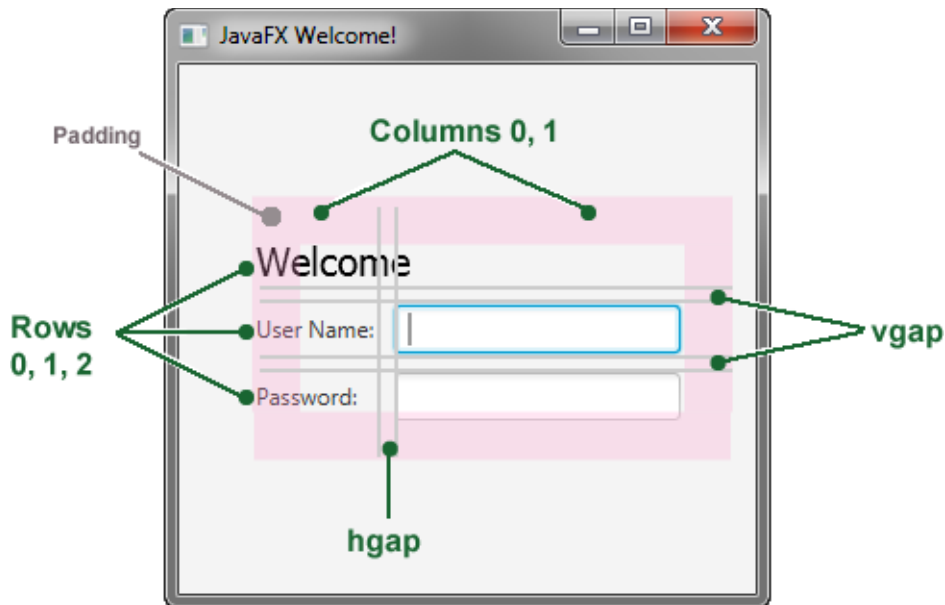 JavaFX Welcome!
Padding
Columns 0, 1
Welcome
Rows
0, 1, 2
User Name:
vgap
Password:
hgap